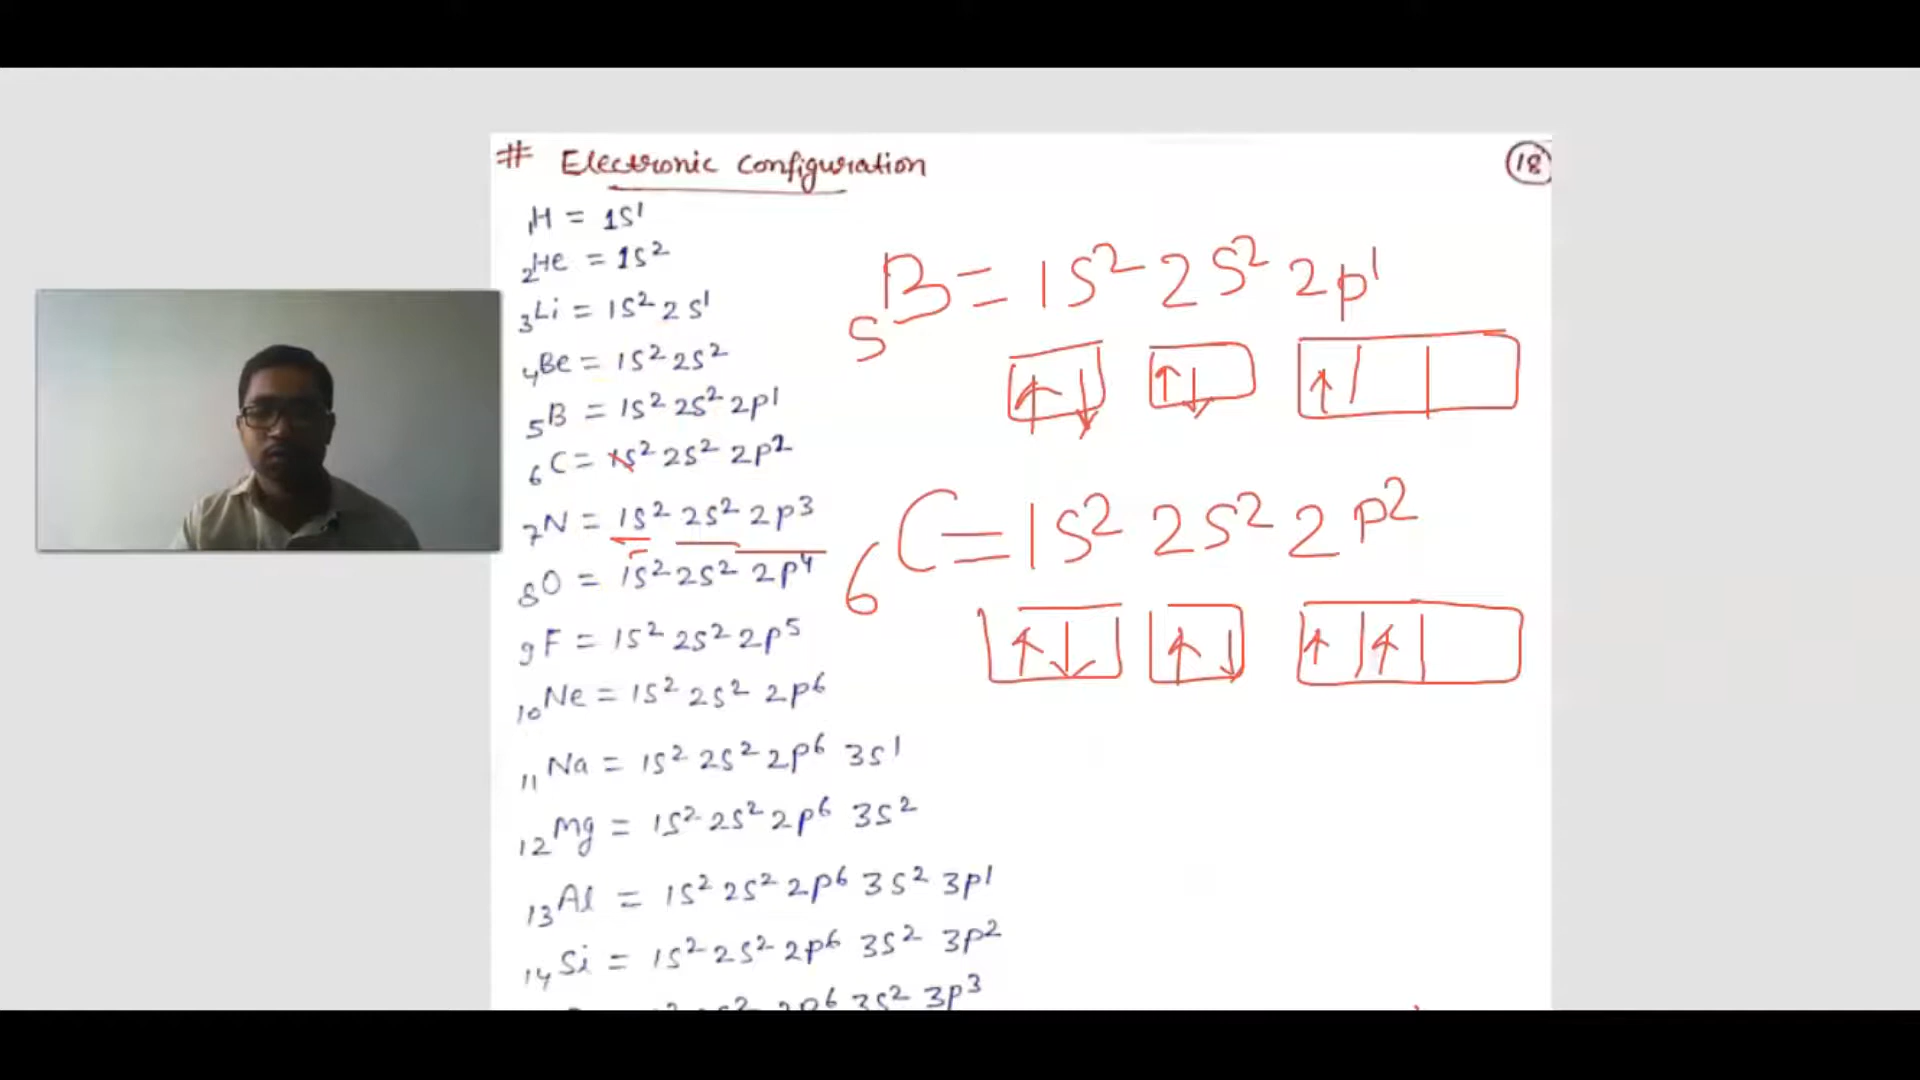 # Electronic Configuration
18
₁H = 1s¹
₂He = 1s²
₃Li = 1s² 2s¹
₄Be = 1s² 2s²
₅B = 1s² 2s² 2p¹
₆C = 1s² 2s² 2p²
₇N = 1s² 2s² 2p³
₈O = 1s² 2s² 2p⁴
₉F = 1s² 2s² 2p⁵
₁₀Ne = 1s² 2s² 2p⁶
₁₁Na = 1s² 2s² 2p⁶ 3s¹
₁₂Mg = 1s² 2s² 2p⁶ 3s²
₁₃Al = 1s² 2s² 2p⁶ 3s² 3p¹
₁₄Si = 1s² 2s² 2p⁶ 3s² 3p²
2p⁶ 3s² 3p³
₅B = 1s² 2s² 2p¹
↑↓ ↑↓ ↑
₆C = 1s² 2s² 2p²
↑↓ ↑↓ ↑ ↑